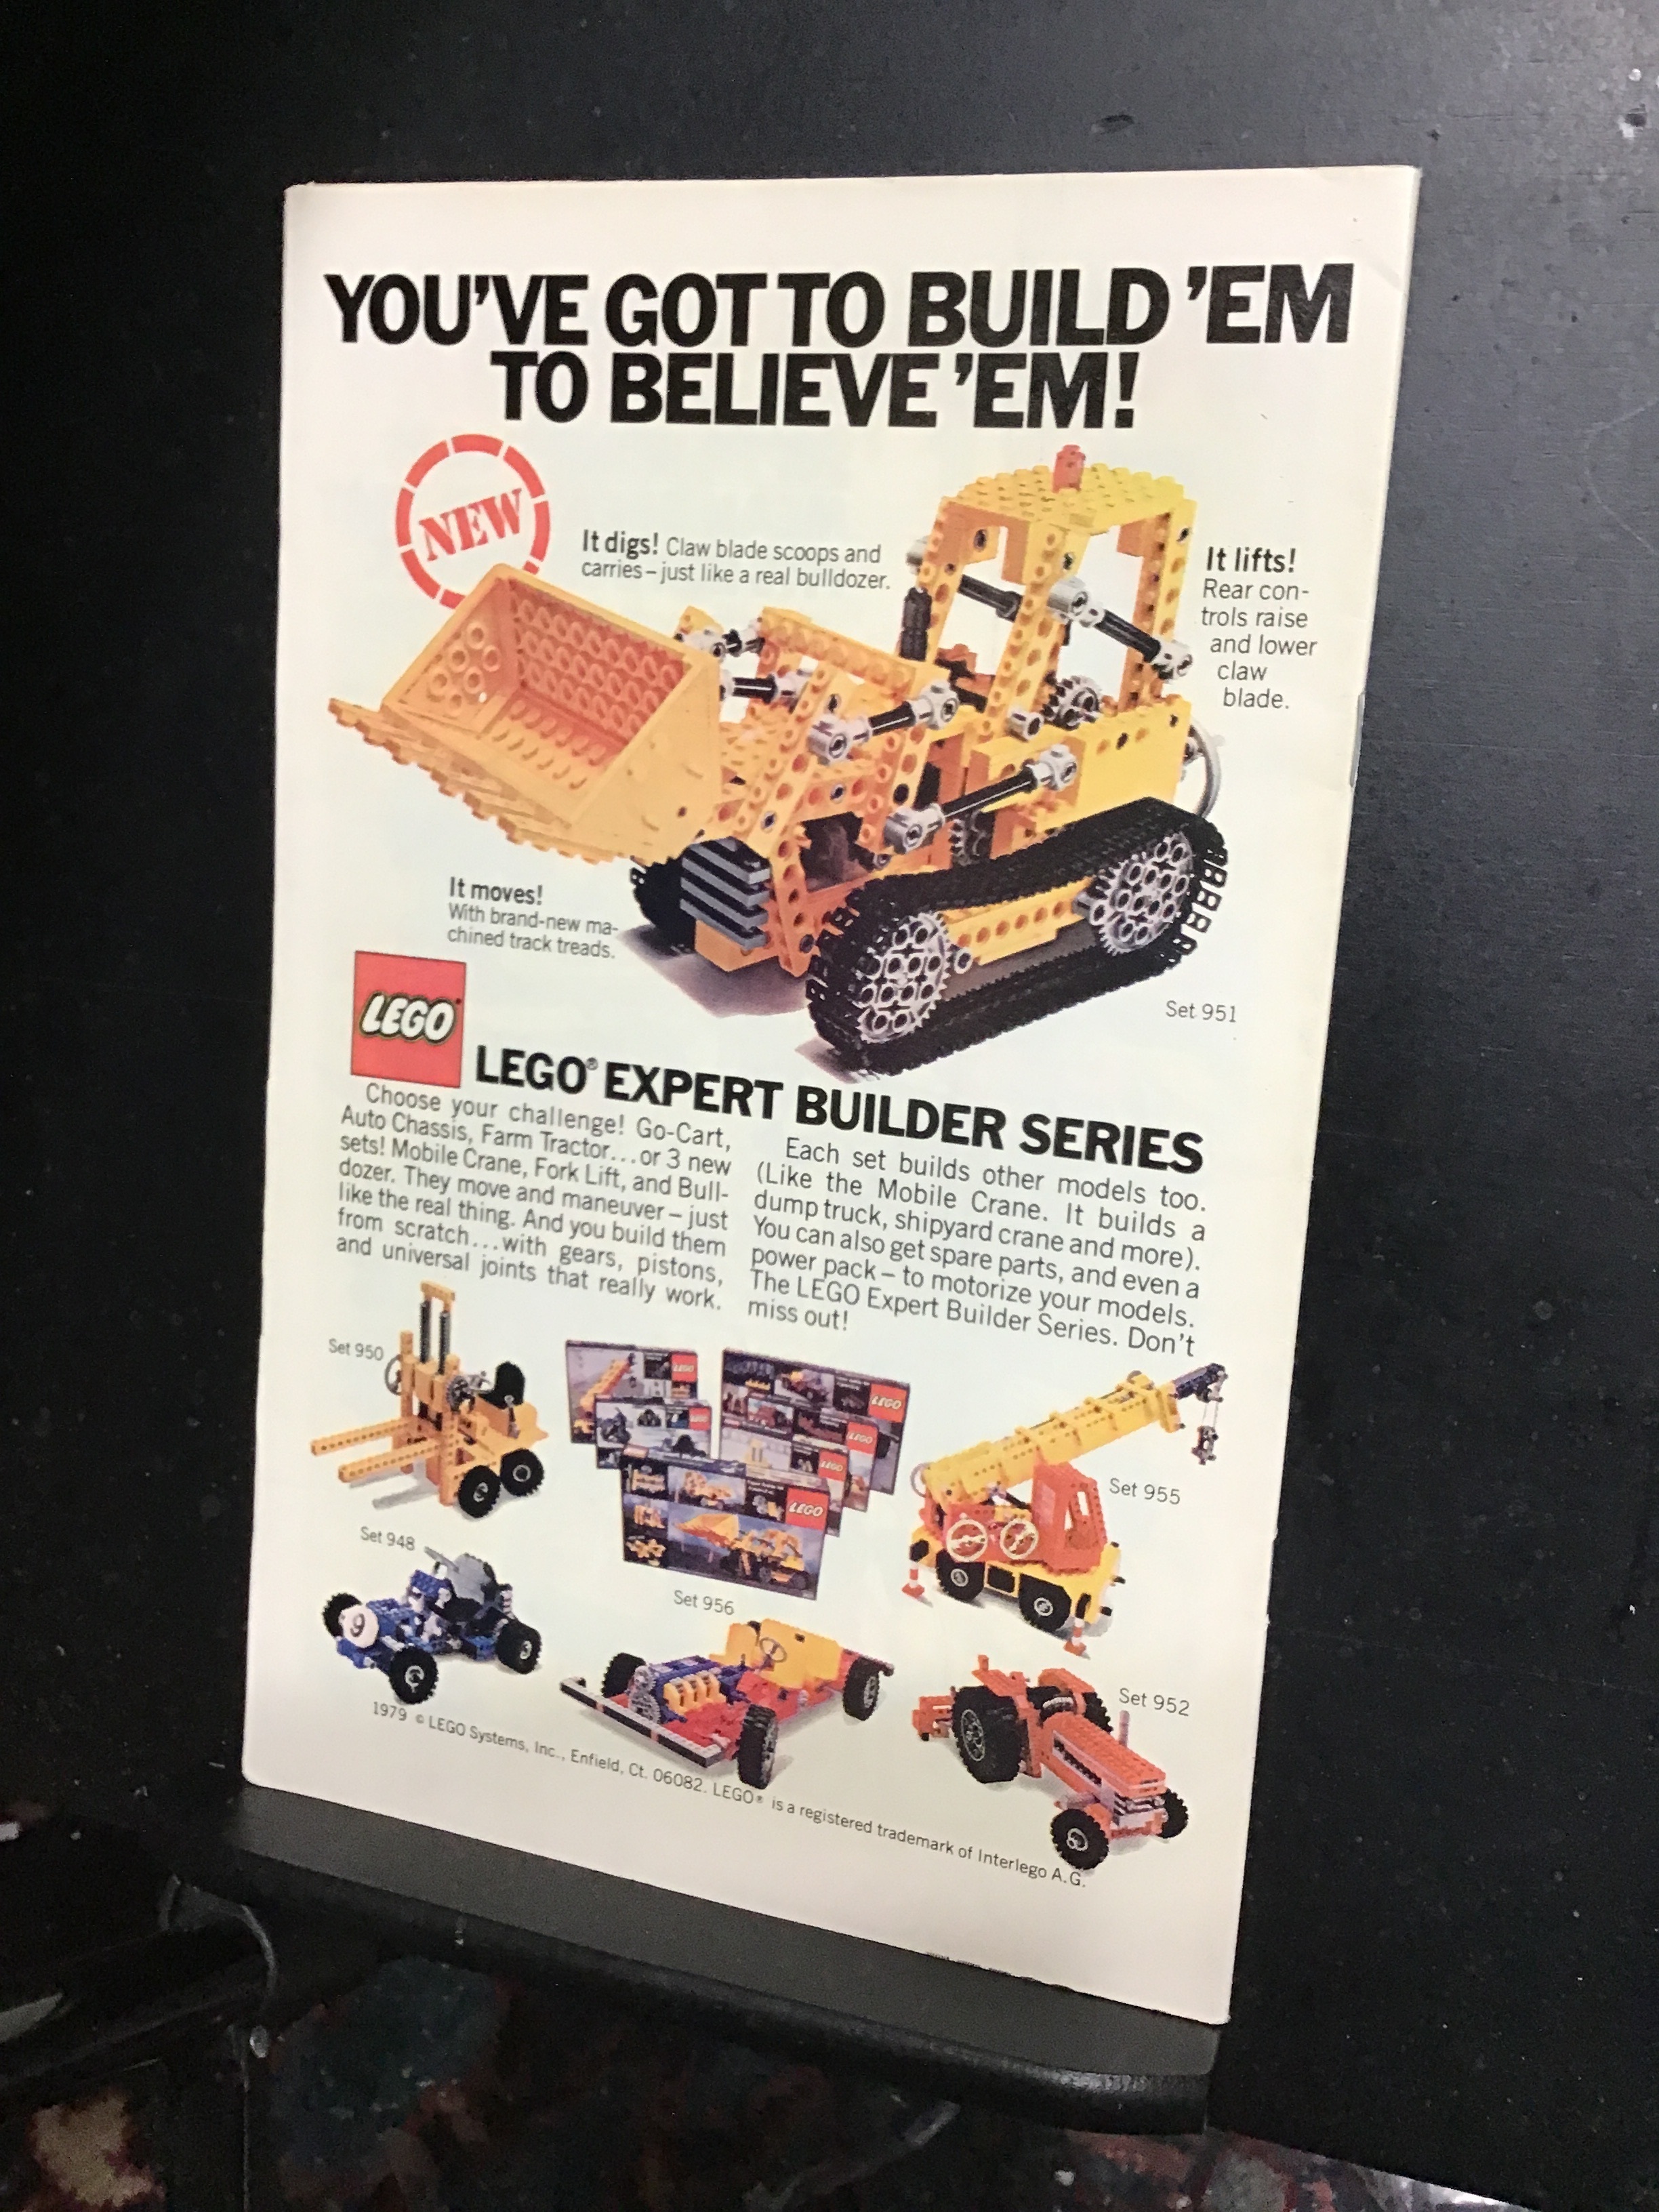 YOU'VE GOT TO BUILD 'EM
TO BELIEVE 'EM!
NEW
It digs! Claw blade scoops and
carries – just like a real bulldozer.
It lifts!
Rear con-
trols raise
and lower
claw
blade.
It moves!
With brand-new ma-
chined track treads.
Set 951
LEGO®
LEGO® EXPERT BUILDER SERIES
Choose your challenge! Go-Cart,
Auto Chassis, Farm Tractor...or 3 new
sets! Mobile Crane, Fork Lift, and Bull-
dozer. They move and maneuver – just
like the real thing. And you build them
from scratch...with gears, pistons,
and universal joints that really work.
Each set builds other models too.
(Like the Mobile Crane. It builds a
dump truck, shipyard crane and more).
You can also get spare parts, and even a
power pack – to motorize your models.
The LEGO Expert Builder Series. Don't
miss out!
Set 950
LEGO
LEGO
LEGO
LEGO
LEGO
LEGO
Set 955
Set 948
9
Set 956
Set 952
1979 © LEGO Systems, Inc., Enfield, Ct. 06082. LEGO® is a registered trademark of Interlego A.G.